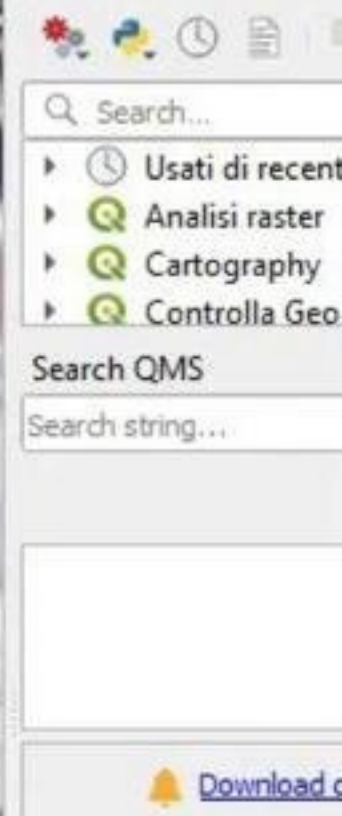 Search...
Usati di recent
Analisi raster
Cartography
Controlla Geo
Search QMS
Search string...
Download